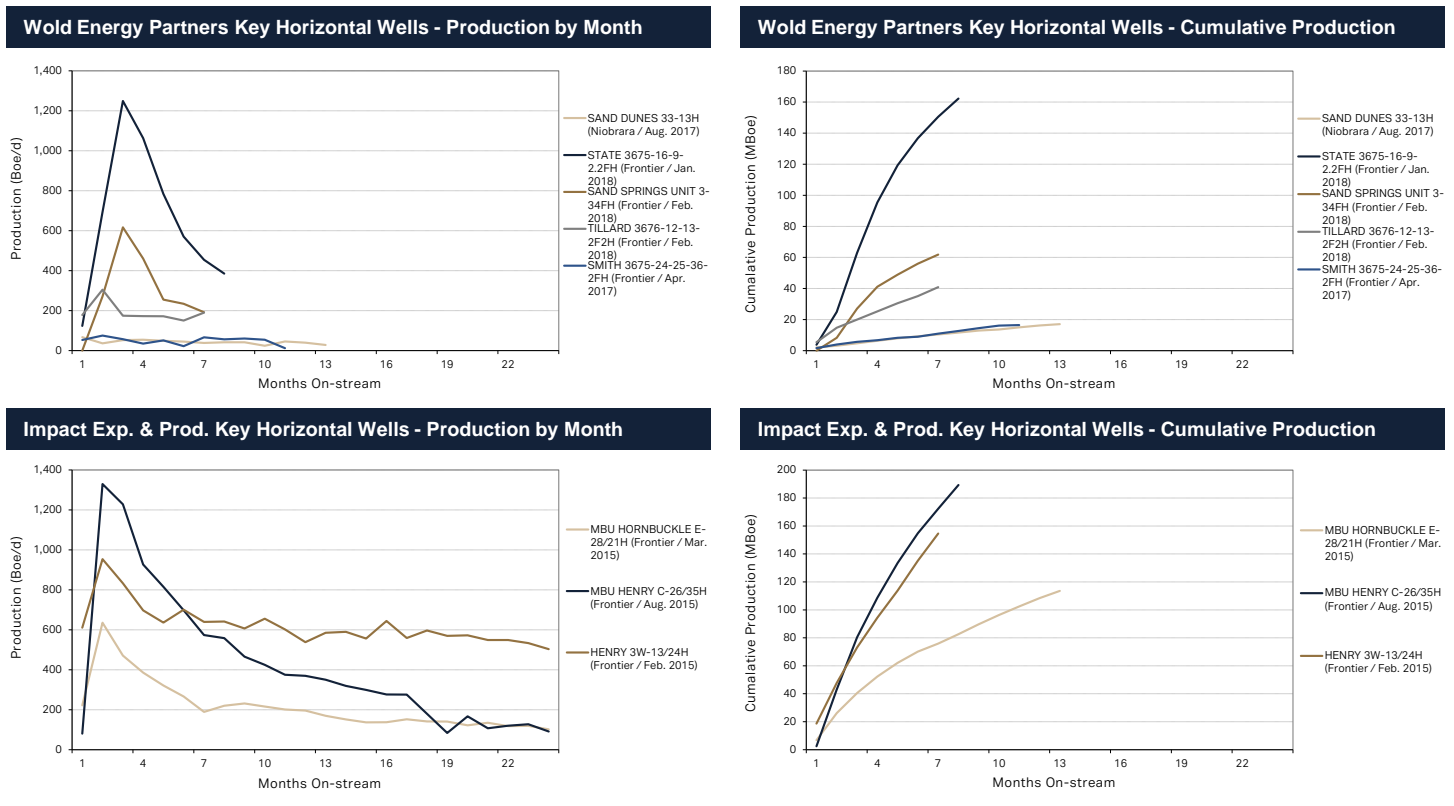 Wold Energy Partners Key Horizontal Wells - Production by Month
1,400
1,200
1,000
800
600
400
200
0
Production (Boe/d)
1
4
7
10
13
16
19
22
Months On-stream
SAND DUNES 33-13H
(Niobrara / Aug. 2017)
STATE 3675-16-9-
2.2FH (Frontier / Jan.
2018)
SAND SPRINGS UNIT 3-
34FH (Frontier / Feb.
2018)
TILLARD 3676-12-13-
2F2H (Frontier / Feb.
2018)
SMITH 3675-24-25-36-
2FH (Frontier / Apr.
2017)
Wold Energy Partners Key Horizontal Wells - Cumulative Production
180
160
140
120
100
80
60
40
20
0
Cumalative Production (MBoe)
1
4
7
10
13
16
19
22
Months On-stream
SAND DUNES 33-13H
(Niobrara / Aug. 2017)
STATE 3675-16-9-
2.2FH (Frontier / Jan.
2018)
SAND SPRINGS UNIT 3-
34FH (Frontier / Feb.
2018)
TILLARD 3676-12-13-
2F2H (Frontier / Feb.
2018)
SMITH 3675-24-25-36-
2FH (Frontier / Apr.
2017)
Impact Exp. & Prod. Key Horizontal Wells - Production by Month
1,400
1,200
1,000
800
600
400
200
0
Production (Boe/d)
1
4
7
10
13
16
19
22
Months On-stream
MBU HORNBUCKLE E-
28/21H (Frontier / Mar.
2015)
MBU HENRY C-26/35H
(Frontier / Aug. 2015)
HENRY 3W-13/24H
(Frontier / Feb. 2015)
Impact Exp. & Prod. Key Horizontal Wells - Cumulative Production
200
180
160
140
120
100
80
60
40
20
0
Cumalative Production (MBoe)
1
4
7
10
13
16
19
22
Months On-stream
MBU HORNBUCKLE E-
28/21H (Frontier / Mar.
2015)
MBU HENRY C-26/35H
(Frontier / Aug. 2015)
HENRY 3W-13/24H
(Frontier / Feb. 2015)